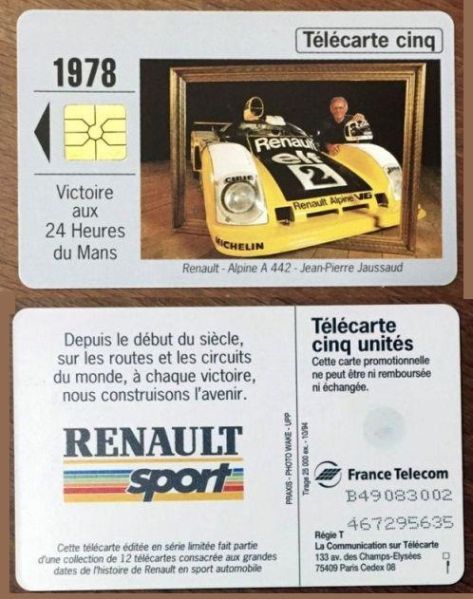 Télécarte cinq
1978
Victoire
aux
24 Heures
du Mans
Renault
elf
2
CIBIE
Renault Alpine V6
MICHELIN
Renault - Alpine A 442 - Jean-Pierre Jaussaud
Depuis le début du siècle,
sur les routes et les circuits
du monde, à chaque victoire,
nous construisons l'avenir.
RENAULT
sport
Cette télécarte éditée en série limitée fait partie
d'une collection de 12 télécartes consacrée aux grandes
dates de l'histoire de Renault en sport automobile
PRAXIS - PHOTO WAKE - UPP
Tirage 25 000 ex. - 10/94
Télécarte
cinq unités
Cette carte promotionnelle
ne peut être ni remboursée
ni échangée.
France Telecom
B49083002
467295635
Régie T
La Communication sur Télécarte
133 av. des Champs-Elysées
75409 Paris Cedex 08